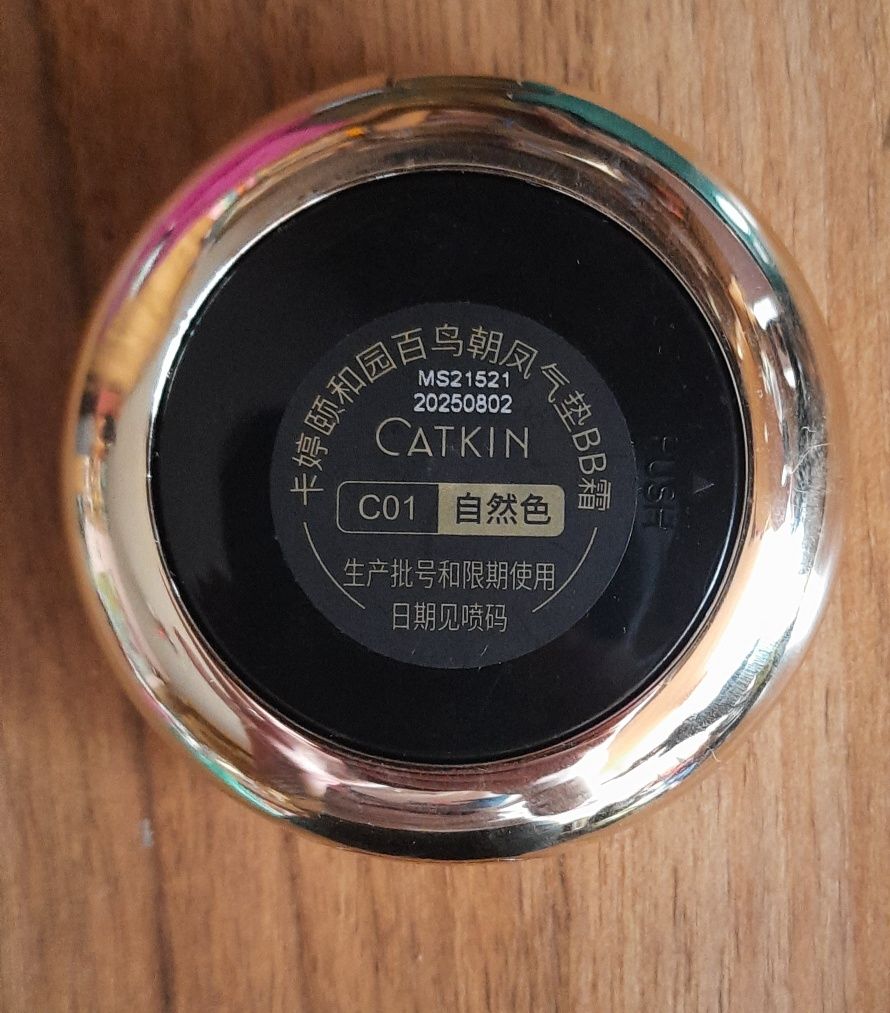 卡婷颐和园百鸟朝凤气垫BB霜
MS21521
20250802
CATKIN
C01 自然色
生产批号和限期使用
日期见喷码
PUSH